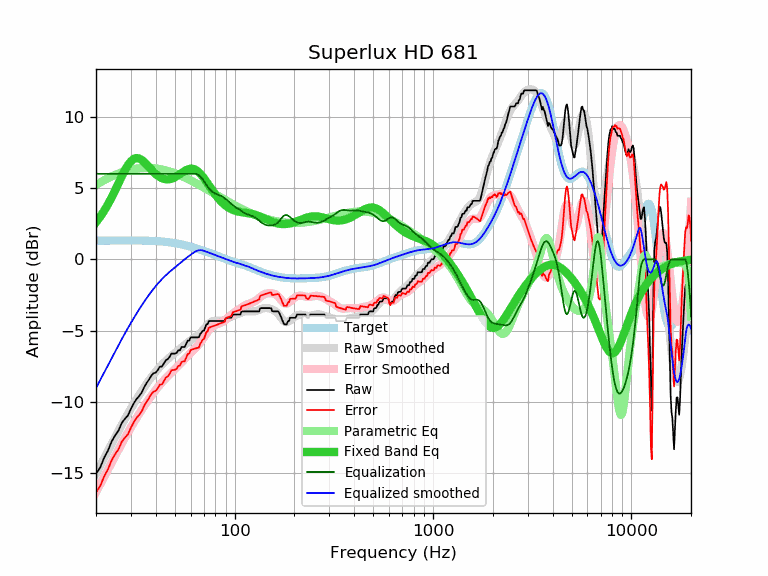 Superlux HD 681
10
5
0
−5
−10
−15
Amplitude (dBr)
Target
Raw Smoothed
Error Smoothed
Raw
Error
Parametric Eq
Fixed Band Eq
Equalization
Equalized smoothed
100
1000
10000
Frequency (Hz)